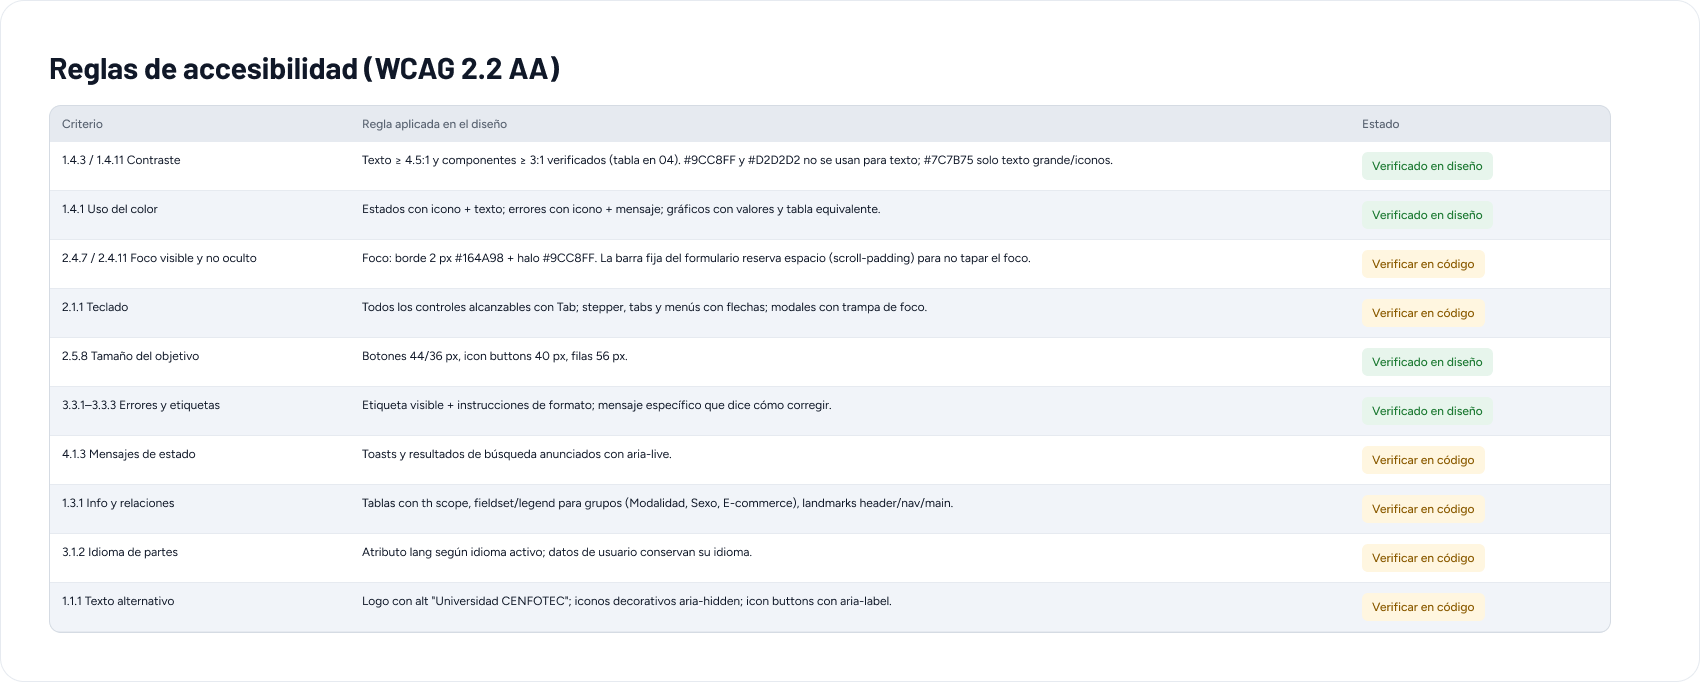 Reglas de accesibilidad (WCAG 2.2 AA)
Criterio Regla aplicada en el diseño Estado
1.4.3 / 1.4.11 Contraste Texto ≥ 4.5:1 y componentes ≥ 3:1 verificados (tabla en 04). #9CC8FF y #D2D2D2 no se usan para texto; #7C7B75 solo texto grande/iconos. Verificado en diseño
1.4.1 Uso del color Estados con icono + texto; errores con icono + mensaje; gráficos con valores y tabla equivalente. Verificado en diseño
2.4.7 / 2.4.11 Foco visible y no oculto Foco: borde 2 px #164A98 + halo #9CC8FF. La barra fija del formulario reserva espacio (scroll-padding) para no tapar el foco. Verificar en código
2.1.1 Teclado Todos los controles alcanzables con Tab; stepper, tabs y menús con flechas; modales con trampa de foco. Verificar en código
2.5.8 Tamaño del objetivo Botones 44/36 px, icon buttons 40 px, filas 56 px. Verificado en diseño
3.3.1–3.3.3 Errores y etiquetas Etiqueta visible + instrucciones de formato; mensaje específico que dice cómo corregir. Verificado en diseño
4.1.3 Mensajes de estado Toasts y resultados de búsqueda anunciados con aria-live. Verificar en código
1.3.1 Info y relaciones Tablas con th scope, fieldset/legend para grupos (Modalidad, Sexo, E-commerce), landmarks header/nav/main. Verificar en código
3.1.2 Idioma de partes Atributo lang según idioma activo; datos de usuario conservan su idioma. Verificar en código
1.1.1 Texto alternativo Logo con alt "Universidad CENFOTEC"; iconos decorativos aria-hidden; icon buttons con aria-label. Verificar en código